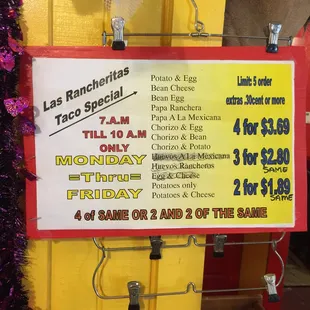 Las Rancheritas
Taco Special
7.A.M
TILL 10 A.M
ONLY
MONDAY
=Thru=
FRIDAY
Potato & Egg
Bean Cheese
Bean Egg
Papa Ranchera
Papa A La Mexicana
Chorizo & Egg
Chorizo & Bean
Chorizo & Potato
Huevos A La Mexicana
Huevos Rancheros
Egg & Cheese
Potatoes only
Potatoes & Cheese
Limit: 5 order
extras .30cent or more
4 for $3.69
3 for $2.80
SAME
2 for $1.89
SAME
4 of SAME OR 2 AND 2 OF THE SAME